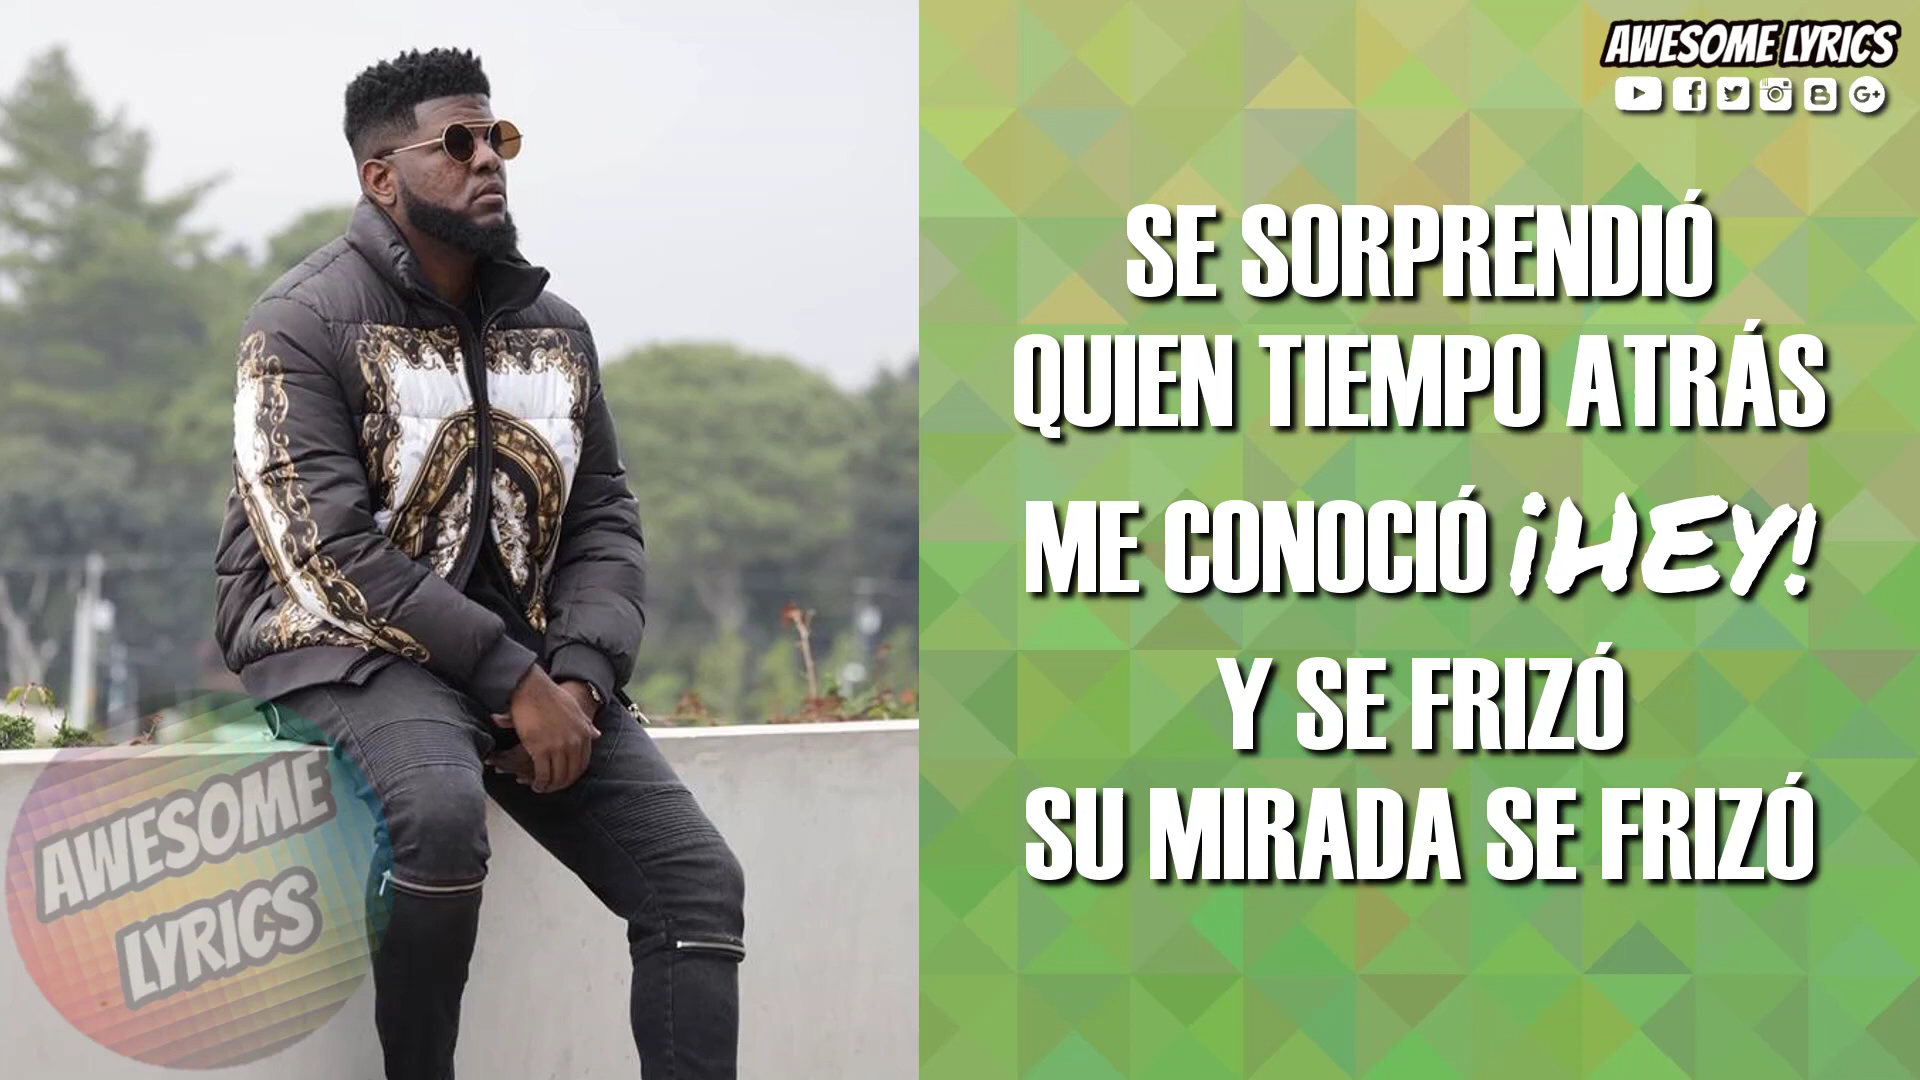 AWESOME LYRICS
SE SORPRENDIÓ
QUIEN TIEMPO ATRÁS
ME CONOCIÓ ¡HEY!
Y SE FRIZÓ
SU MIRADA SE FRIZÓ
AWESOME
LYRICS